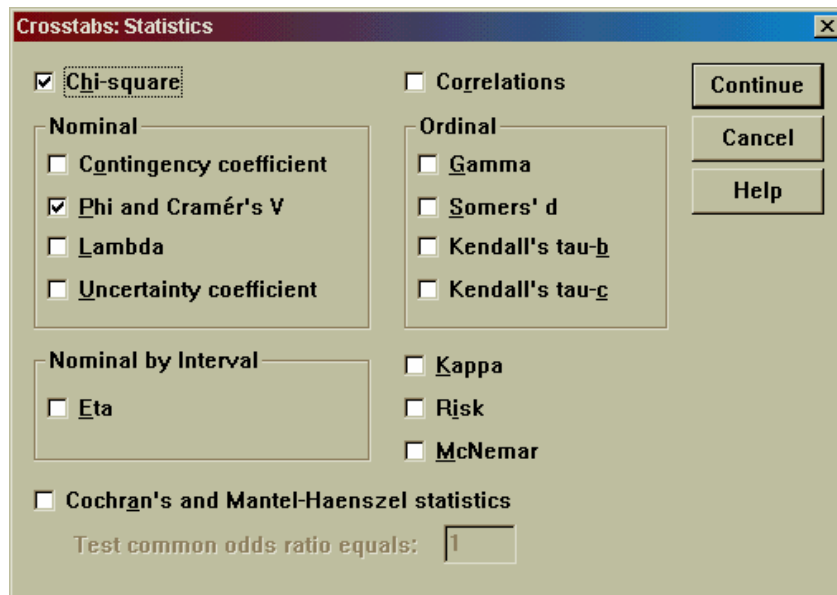 Crosstabs: Statistics
Chi-square
Correlations
Continue
Cancel
Help
Nominal
Contingency coefficient
Phi and Cramér's V
Lambda
Uncertainty coefficient
Ordinal
Gamma
Somers' d
Kendall's tau-b
Kendall's tau-c
Nominal by Interval
Eta
Kappa
Risk
McNemar
Cochran's and Mantel-Haenszel statistics
Test common odds ratio equals: 1